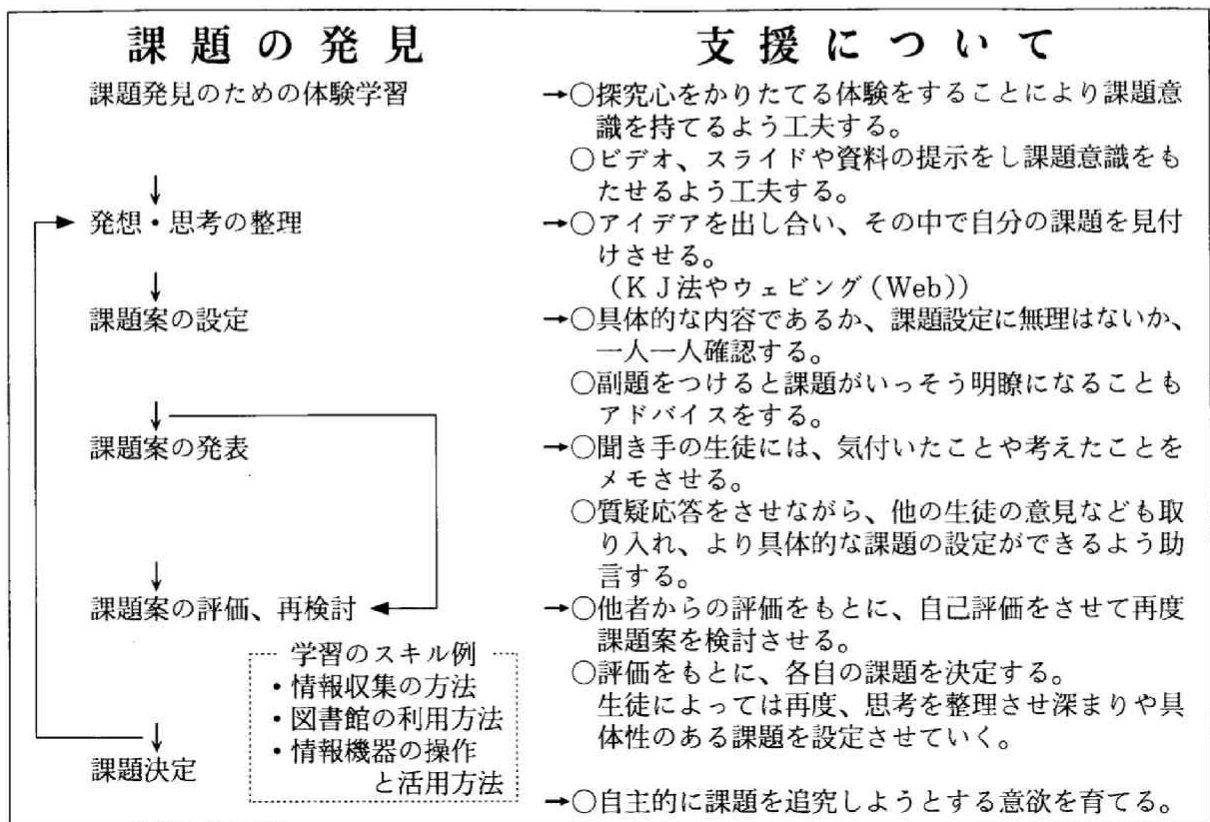 課題の発見
課題発見のための体験学習
↓
発想・思考の整理
↓
課題案の設定
↓
課題案の発表
↓
課題案の評価、再検討
学習のスキル例
・情報収集の方法
・図書館の利用方法
・情報機器の操作
と活用方法
↓
課題決定
支援について
→○探究心をかりたてる体験をすることにより課題意
識を持てるよう工夫する。
○ビデオ、スライドや資料の提示をし課題意識をも
たせるよう工夫する。
→○アイデアを出し合い、その中で自分の課題を見付
けさせる。
（ＫＪ法やウェビング（Web））
→○具体的な内容であるか、課題設定に無理はないか、
一人一人確認する。
○副題をつけると課題がいっそう明瞭になることも
アドバイスをする。
→○聞き手の生徒には、気付いたことや考えたことを
メモさせる。
○質疑応答をさせながら、他の生徒の意見なども取
り入れ、より具体的な課題の設定ができるよう助
言する。
→○他者からの評価をもとに、自己評価をさせて再度
課題案を検討させる。
○評価をもとに、各自の課題を決定する。
生徒によっては再度、思考を整理させ深まりや具
体性のある課題を設定させていく。
→○自主的に課題を追究しようとする意欲を育てる。